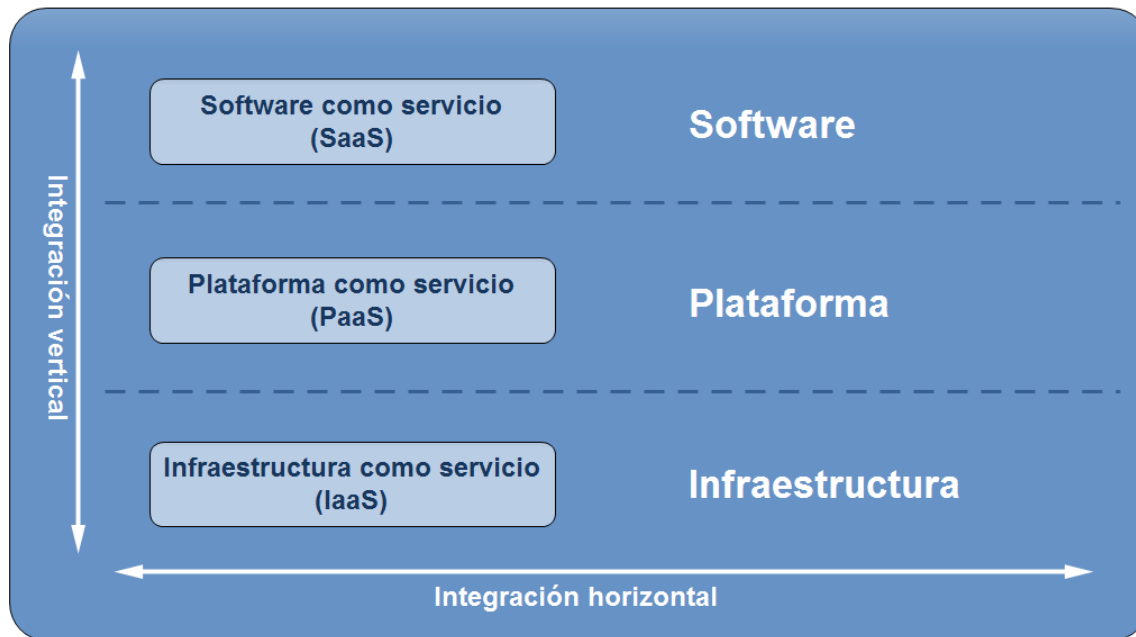 Software como servicio
(SaaS)
Software
Integración vertical
Plataforma como servicio
(PaaS)
Plataforma
Infraestructura como servicio
(IaaS)
Infraestructura
Integración horizontal